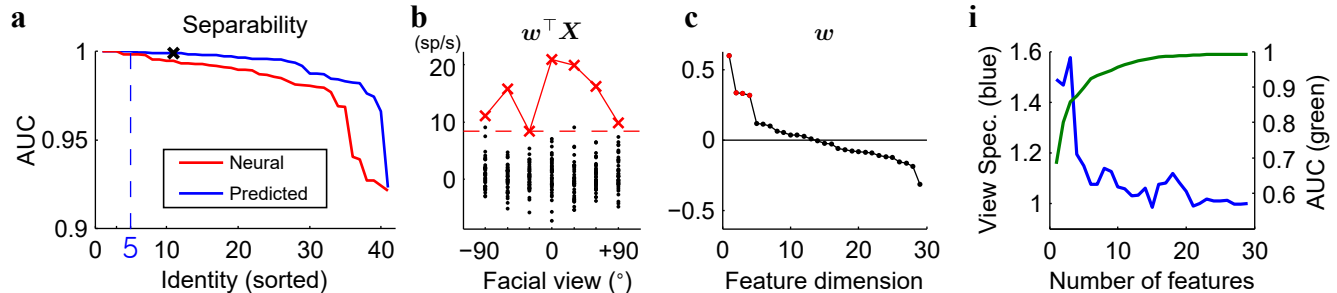 a
Separability
1
0.95
0.9
AUC
Neural
Predicted
0
5
20
30
40
Identity (sorted)
b
w⊤X
(sp/s)
20
10
0
−90
0
+90
Facial view (°)
c
w
0.5
0
−0.5
0
10
20
30
Feature dimension
i
1.6
1.4
1.2
1
View Spec. (blue)
1
0.9
0.8
0.7
0.6
AUC (green)
0
10
20
30
Number of features